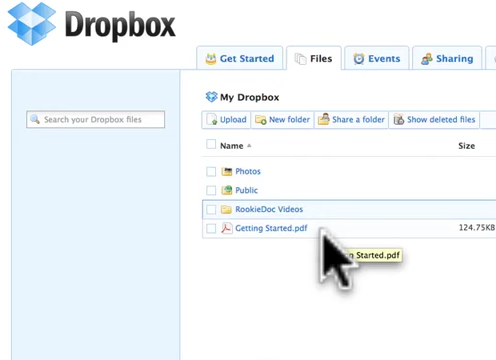 Dropbox
Get Started Files Events Sharing
Search your Dropbox files
My Dropbox
Upload New folder Share a folder Show deleted files
Name Size
Photos
Public
RookieDoc Videos
Getting Started.pdf 124.75KB
Started.pdf